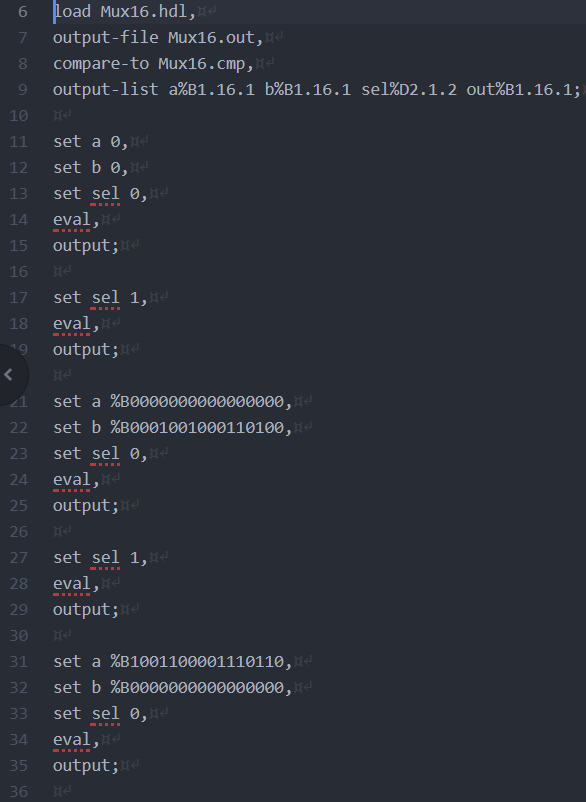 6 load Mux16.hdl,¤↵
7 output-file Mux16.out,¤↵
8 compare-to Mux16.cmp,¤↵
9 output-list a%B1.16.1 b%B1.16.1 sel%D2.1.2 out%B1.16.1;
10 ¤↵
11 set a 0,¤↵
12 set b 0,¤↵
13 set sel 0,¤↵
14 eval,¤↵
15 output;¤↵
16 ¤↵
17 set sel 1,¤↵
18 eval,¤↵
19 output;¤↵
¤↵
21 set a %B0000000000000000,¤↵
22 set b %B0001001000110100,¤↵
23 set sel 0,¤↵
24 eval,¤↵
25 output;¤↵
26 ¤↵
27 set sel 1,¤↵
28 eval,¤↵
29 output;¤↵
30 ¤↵
31 set a %B1001100001110110,¤↵
32 set b %B0000000000000000,¤↵
33 set sel 0,¤↵
34 eval,¤↵
35 output;¤↵
36 ¤↵